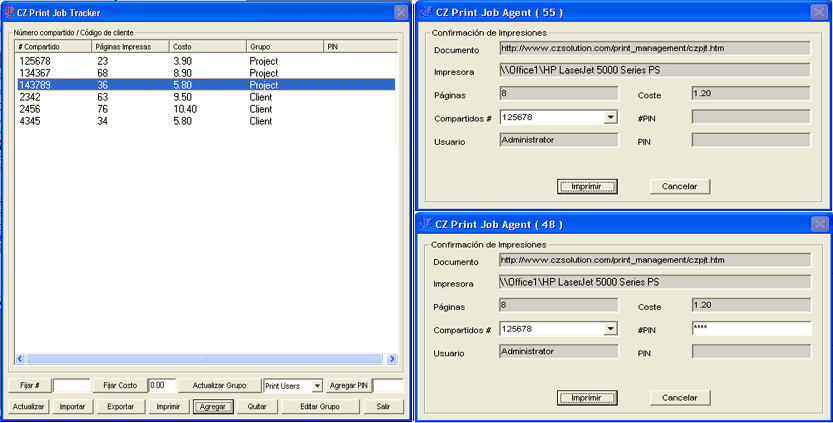 CZ Print Job Tracker
Número compartido / Código de cliente
# Compartido Páginas Impresas Costo Grupo PIN
125678 23 3.90 Project
134367 68 8.90 Project
143789 36 5.80 Project
2342 63 9.50 Client
2456 76 10.40 Client
4345 34 5.80 Client
Fijar # Fijar Costo 0.00 Actualizar Grupo Print Users Agregar PIN
Actualizar Importar Exportar Imprimir Agregar Quitar Editar Grupo Salir
CZ Print Job Agent ( 55 )
Confirmación de Impresiones
Documento http://www.czsolution.com/print_management/czpjt.htm
Impresora \\Office1\HP LaserJet 5000 Series PS
Páginas 8 Coste 1.20
Compartidos # 125678 #PIN
Usuario Administrator PIN
Imprimir Cancelar
CZ Print Job Agent ( 48 )
Confirmación de Impresiones
Documento http://www.czsolution.com/print_management/czpjt.htm
Impresora \\Office1\HP LaserJet 5000 Series PS
Páginas 8 Coste 1.20
Compartidos # 125678 #PIN ****
Usuario Administrator PIN
Imprimir Cancelar